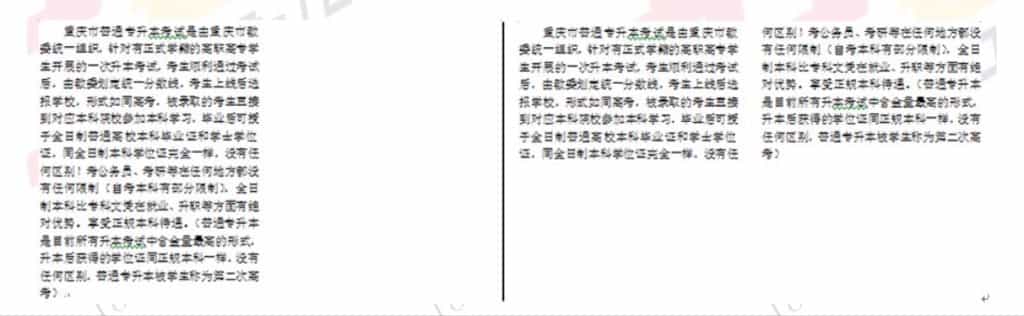 重庆市普通专升本考试是由重庆市教
委统一组织，针对有正式学籍的高职高专学
生开展的一次升本考试，考生顺利通过考试
后，由教委划定统一分数线，考生上线后选
报学校，形式如同高考，被录取的考生直接
到对应本科院校参加本科学习，毕业后可授
予全日制普通高校本科毕业证和学士学位
证，同全日制本科学位证完全一样，没有任
何区别！考公务员、考研等在任何地方都没
有任何限制（自考本科有部分限制），全日
制本科比专科文凭在就业、升职等方面有绝
对优势。享受正规本科待遇。（普通专升本
是目前所有升本考试中含金量最高的形式，
升本后获得的学位证同正规本科一样，没有
任何区别，普通专升本被学生称为第二次高
考）
重庆市普通专升本考试是由重庆市教
委统一组织，针对有正式学籍的高职高专学
生开展的一次升本考试，考生顺利通过考试
后，由教委划定统一分数线，考生上线后选
报学校，形式如同高考，被录取的考生直接
到对应本科院校参加本科学习，毕业后可授
予全日制普通高校本科毕业证和学士学位
证，同全日制本科学位证完全一样，没有任
何区别！考公务员、考研等在任何地方都没
有任何限制（自考本科有部分限制），全日
制本科比专科文凭在就业、升职等方面有绝
对优势。享受正规本科待遇。（普通专升本
是目前所有升本考试中含金量最高的形式，
升本后获得的学位证同正规本科一样，没有
任何区别，普通专升本被学生称为第二次高
考）